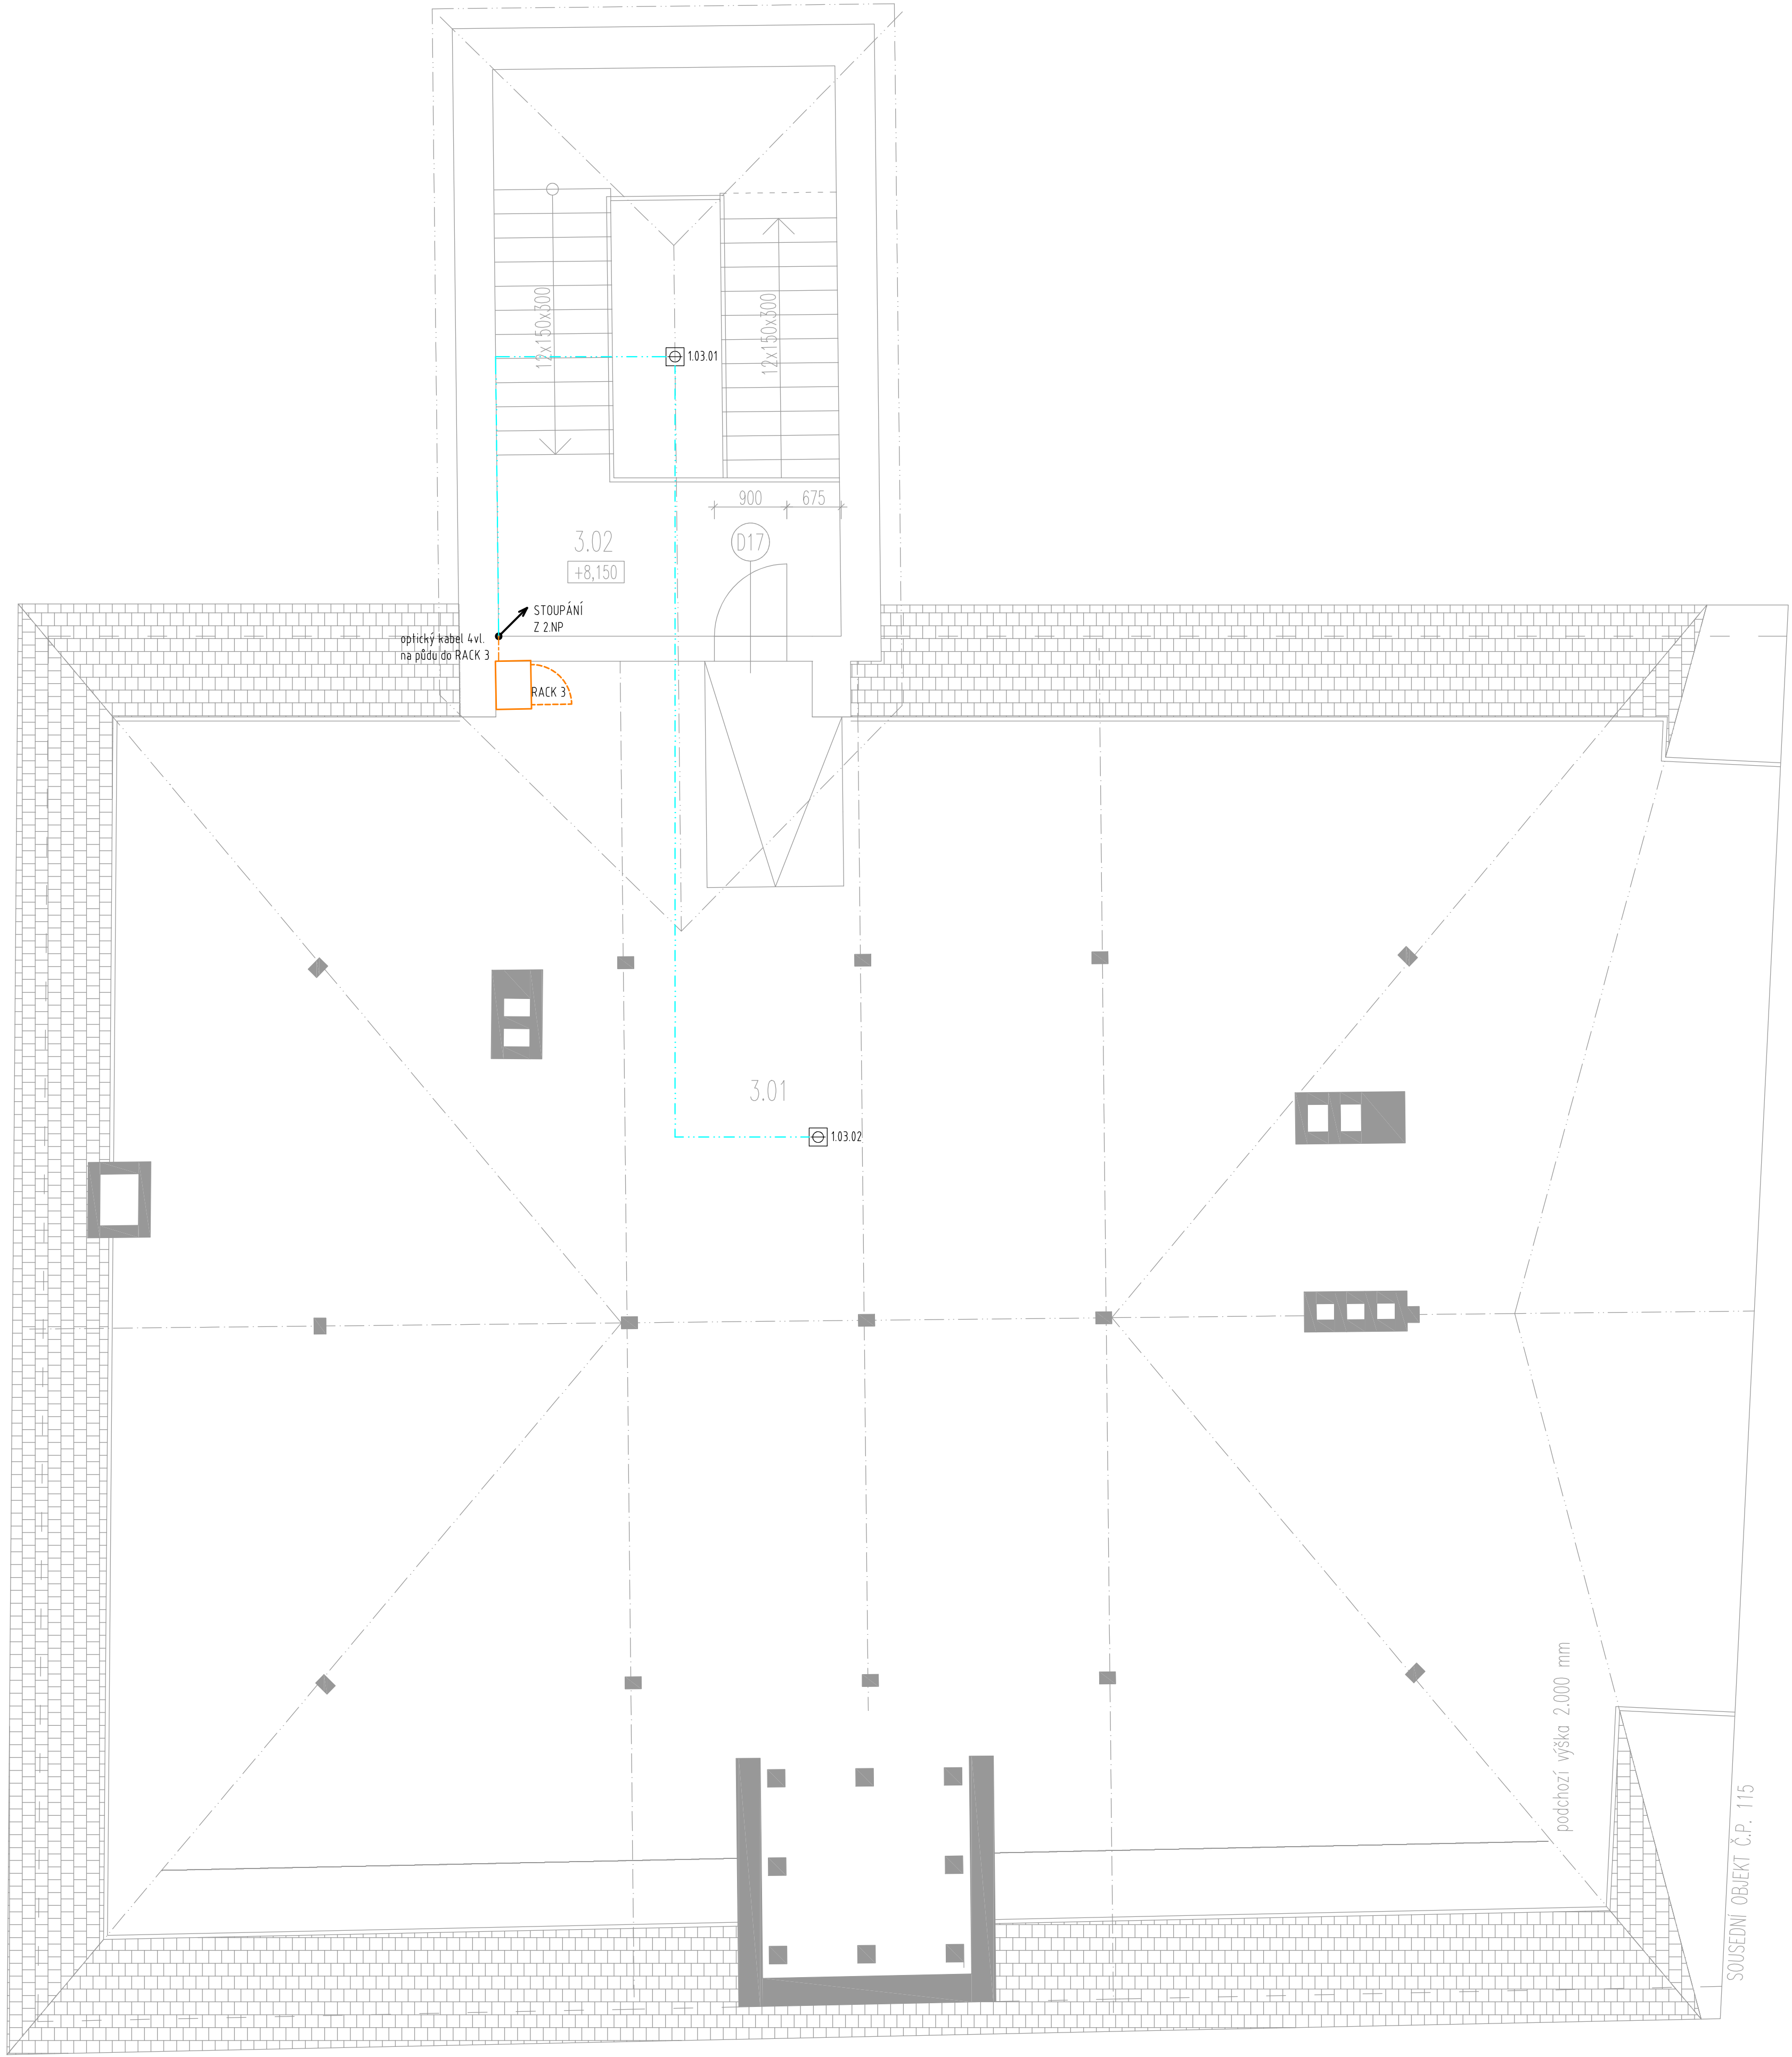 12x150x300
12x150x300
1.03.01
900
675
3.02
D17
+8,150
STOUPÁNÍ
Z 2.NP
optický kabel 4vl.
na půdu do RACK 3
RACK 3
3.01
1.03.02
podchozí výška 2.000 mm
SOUSEDNÍ OBJEKT Č.P. 115